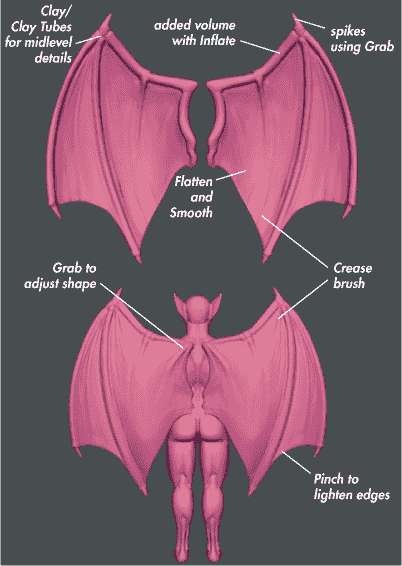 Clay/
Clay Tubes
for midlevel
details
added volume
with Inflate
spikes
using Grab
Flatten
and
Smooth
Grab to
adjust shape
Crease
brush
Pinch to
lighten edges